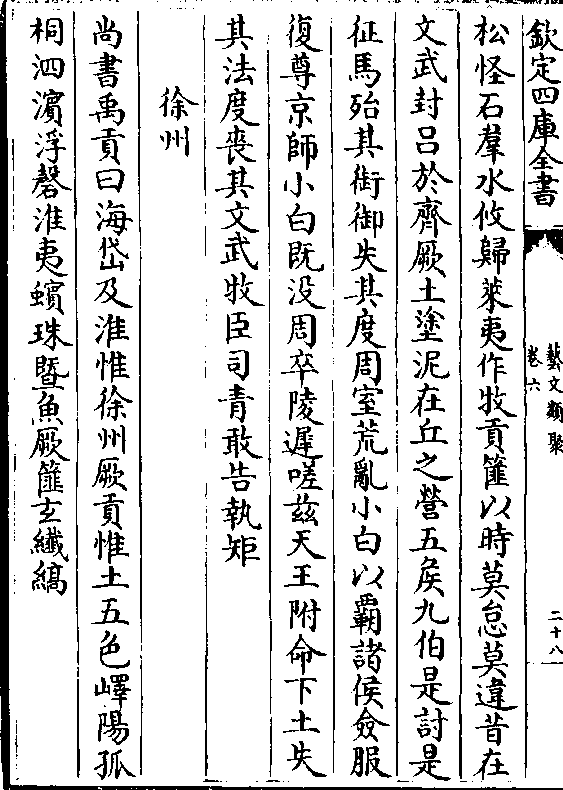 欽定四庫全書
藝文類聚
卷六
二十八
松怪石羣水攸歸萊夷作牧貢篚以時莫怠莫違昔在
文武封呂於齊厥土塗泥在丘之營五侯九伯是討是
征馬殆其銜御失其度周室荒亂小白以霸諸侯僉服
復尊京師小白既没周卒陵遲嗟兹天王附命下土失
其法度喪其文武牧臣司青敢告執矩
徐州
尚書禹貢曰海岱及淮惟徐州厥貢惟土五色嶧陽孤
桐泗濱浮磬淮夷蠙珠曁魚厥篚玄纖縞